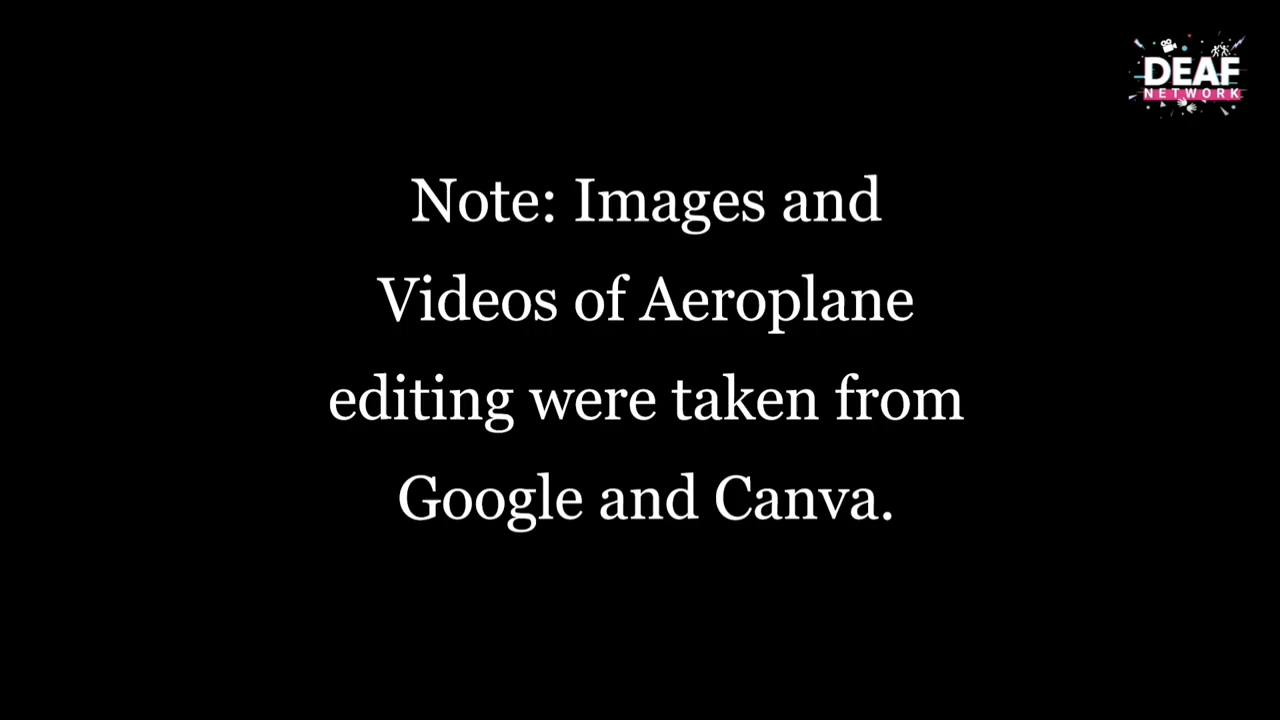 DEAF
NETWORK
Note: Images and
Videos of Aeroplane
editing were taken from
Google and Canva.